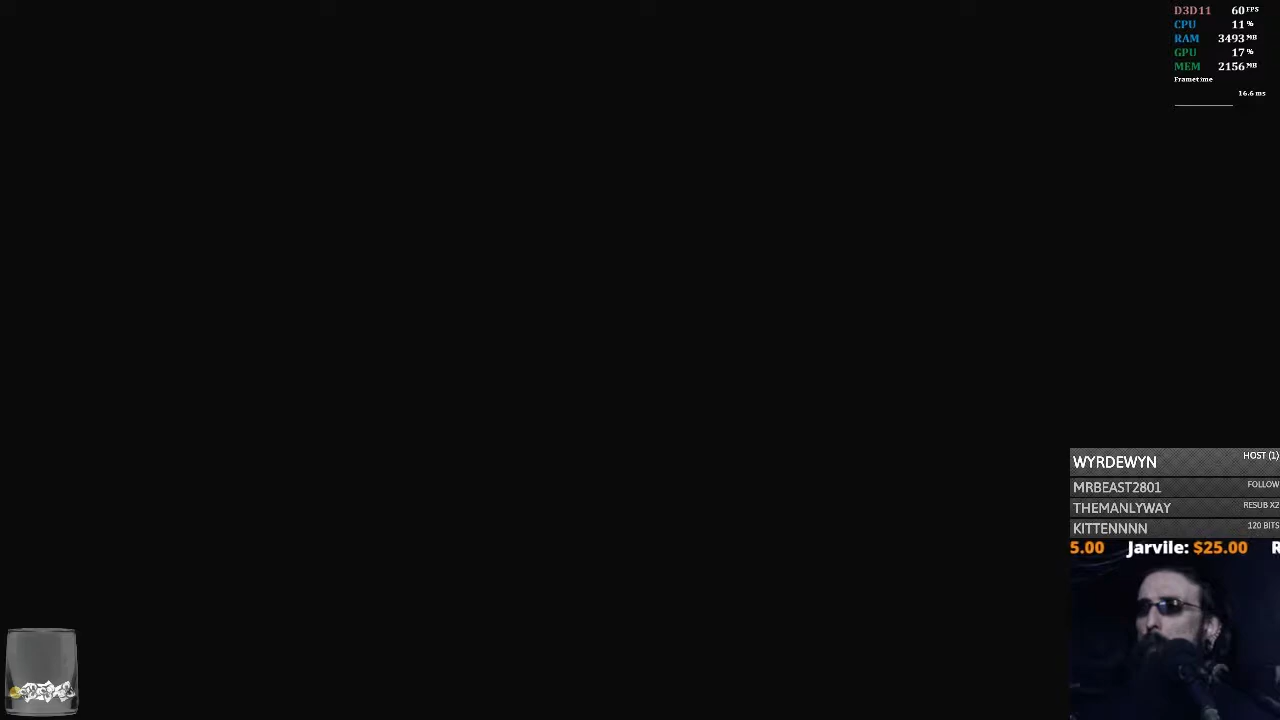 D3D11 60 FPS
CPU 11 %
RAM 3493 MB
GPU 17 %
MEM 2156 MB
Frametime
16.6 ms
WYRDEWYN HOST (1)
MRBEAST2801 FOLLOW
THEMANLYWAY RESUB X2
KITTENNNN 120 BITS
5.00 Jarvile: $25.00 R